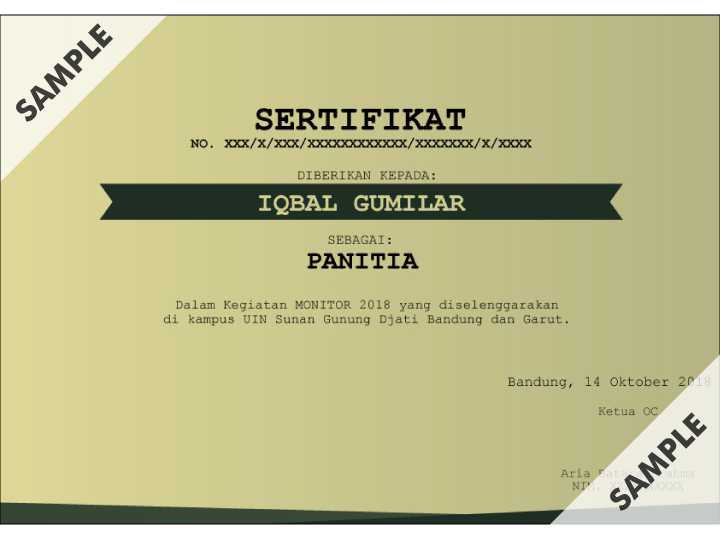 SAMPLE
SERTIFIKAT
NO. XXX/X/XXX/XXXXXXXXXXXX/XXXXXXX/X/XXXX
DIBERIKAN KEPADA:
IQBAL GUMILAR
SEBAGAI:
PANITIA
Dalam Kegiatan MONITOR 2018 yang diselenggarakan
di kampus UIN Sunan Gunung Djati Bandung dan Garut.
Bandung, 14 Oktober 2018
Ketua OC
Aria
NIM.
SAMPLE